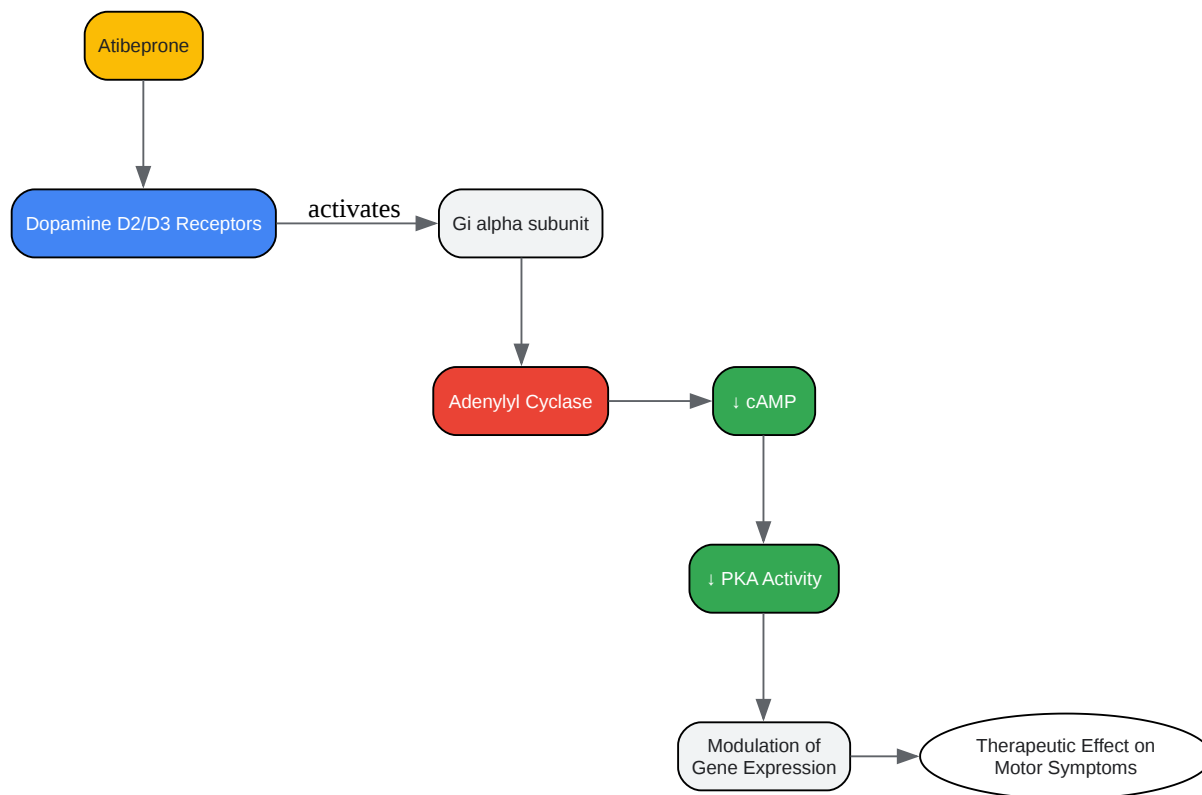 Atibeprone
Dopamine D2/D3 Receptors
activates
Gi alpha subunit
Adenylyl Cyclase
↓ cAMP
↓ PKA Activity
Modulation of
Gene Expression
Therapeutic Effect on
Motor Symptoms